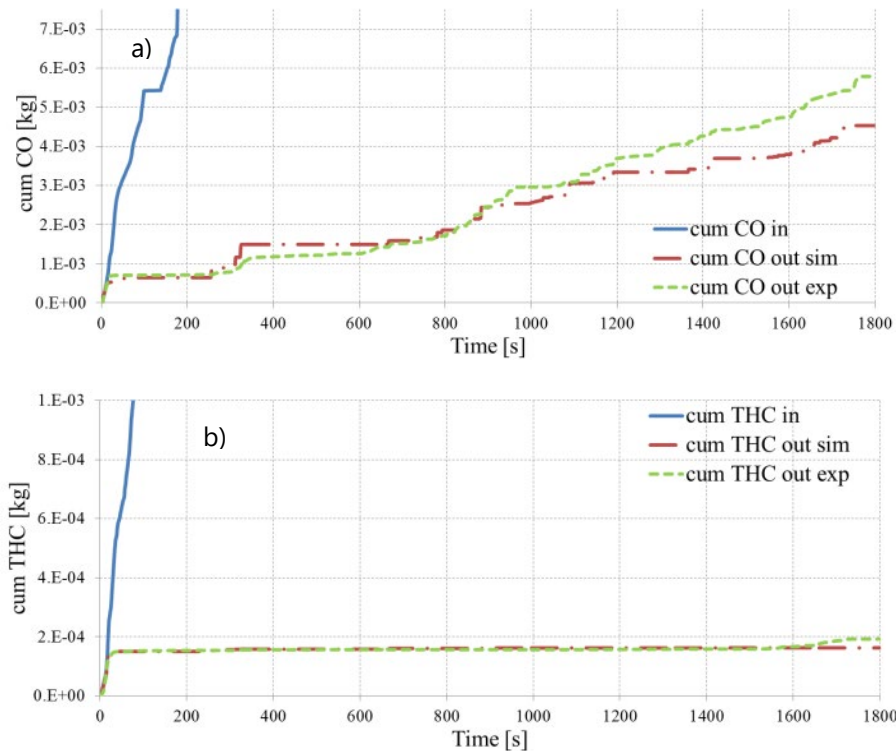 a)
7.E-03
6.E-03
5.E-03
4.E-03
3.E-03
2.E-03
1.E-03
0.E+00
cum CO [kg]
cum CO in
cum CO out sim
cum CO out exp
0 200 400 600 800 1000 1200 1400 1600 1800
Time [s]
b)
1.E-03
8.E-04
6.E-04
4.E-04
2.E-04
0.E+00
cum THC [kg]
cum THC in
cum THC out sim
cum THC out exp
0 200 400 600 800 1000 1200 1400 1600 1800
Time [s]